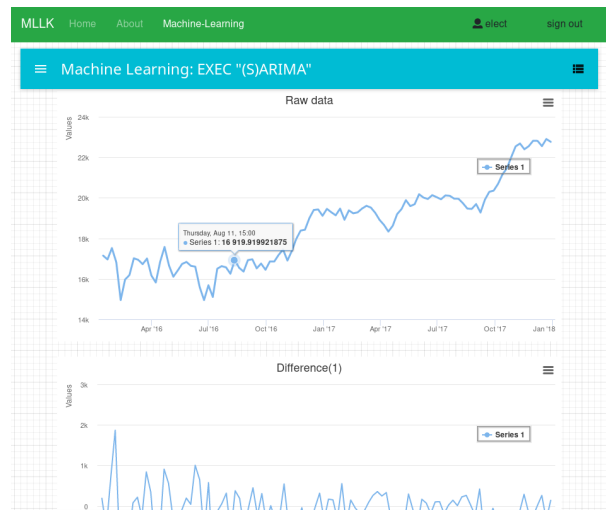 MLLK Home About Machine-Learning elect sign out
Machine Learning: EXEC "(S)ARIMA"
Raw data
Values
24k
22k
20k
18k
16k
14k
Series 1
Thursday, Aug 11, 15:00
Series 1: 16 919.919921875
Apr '16 Jul '16 Oct '16 Jan '17 Apr '17 Jul '17 Oct '17 Jan '18
Difference(1)
Values
3k
2k
1k
0
Series 1